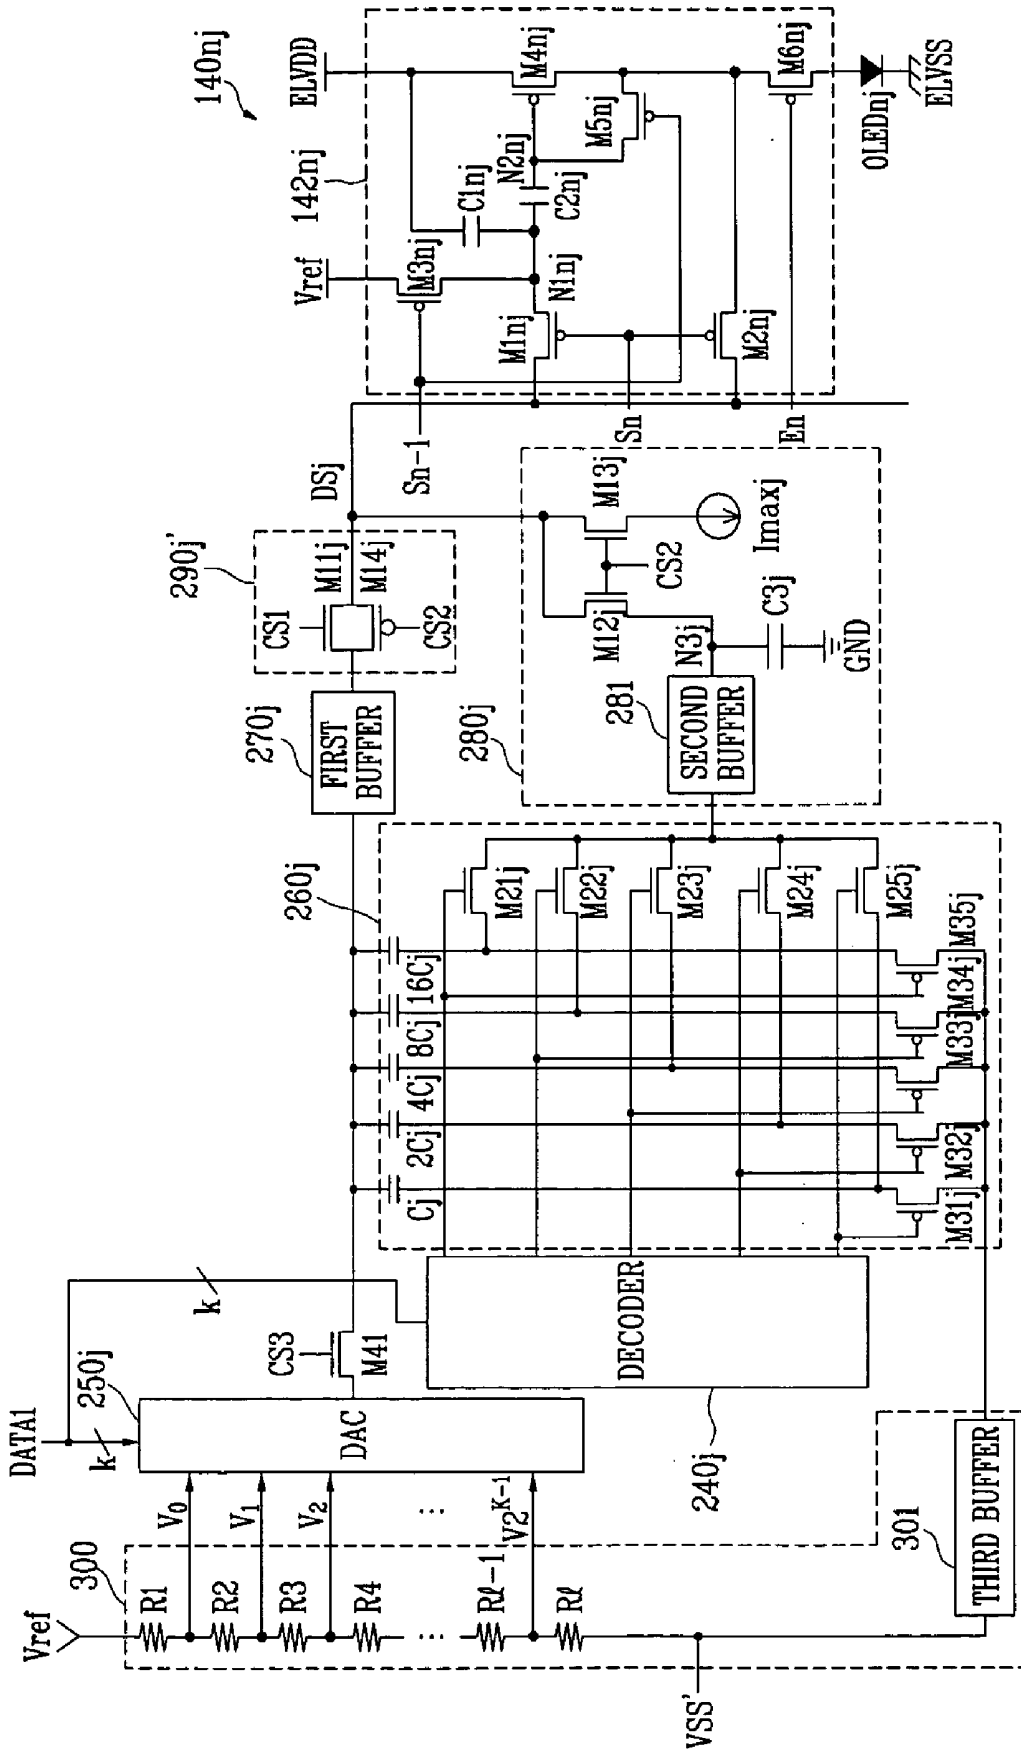 140nj
142nj
ELVDD
Vref
M3nj
C1nj
M4nj
N2nj
C2nj
M5nj
N1nj
M1nj
M2nj
M6nj
OLEDnj
ELVSS
Sn-1
Sn
En
DSj
290j'
CS1
M11j
M14j
CS2
270j
FIRST
BUFFER
280j
M13j
M12j
CS2
Imaxj
N3j
C3j
GND
281
SECOND
BUFFER
260j
16Cj
8Cj
4Cj
2Cj
Cj
M21j
M22j
M23j
M24j
M25j
M35j
M34j
M33j
M32j
M31j
k
CS3
M41
DECODER
240j
DATA1
k
250j
DAC
V0
V1
V2
...
V2K-1
300
Vref
R1
R2
R3
R4
...
Rℓ-1
Rℓ
VSS'
301
THIRD BUFFER